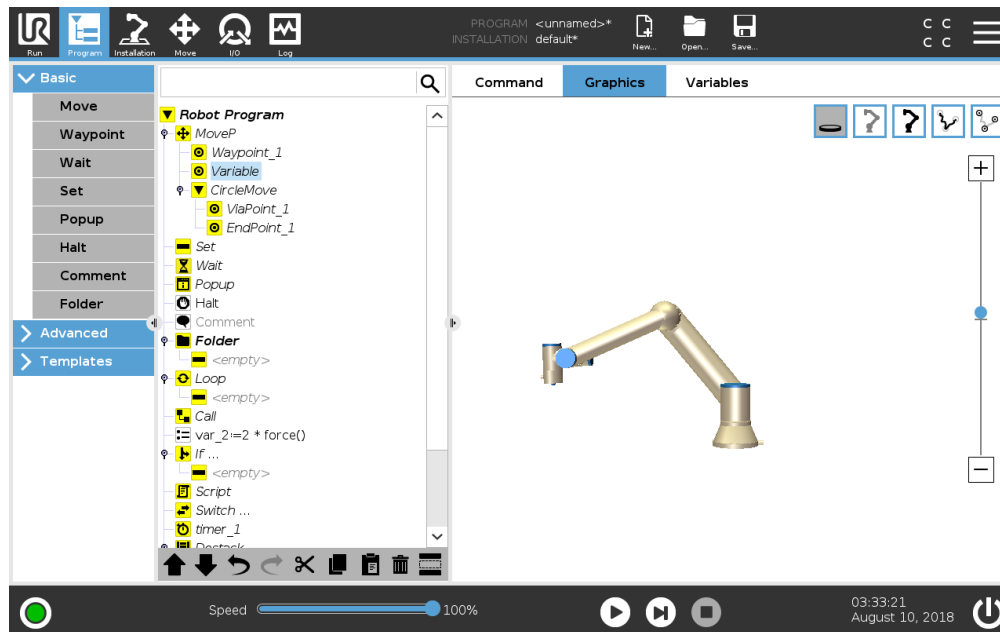 UR
Run
Program
Installation
Move
I/O
Log
PROGRAM <unnamed>*
INSTALLATION default*
New...
Open...
Save...
C C
C C
Basic
Move
Waypoint
Wait
Set
Popup
Halt
Comment
Folder
Advanced
Templates
Robot Program
MoveP
Waypoint_1
Variable
CircleMove
ViaPoint_1
EndPoint_1
Set
Wait
Popup
Halt
Comment
Folder
<empty>
Loop
<empty>
Call
var_2:=2 * force()
If ...
<empty>
Script
Switch ...
timer_1
Destack
Command
Graphics
Variables
Speed
100%
03:33:21
August 10, 2018